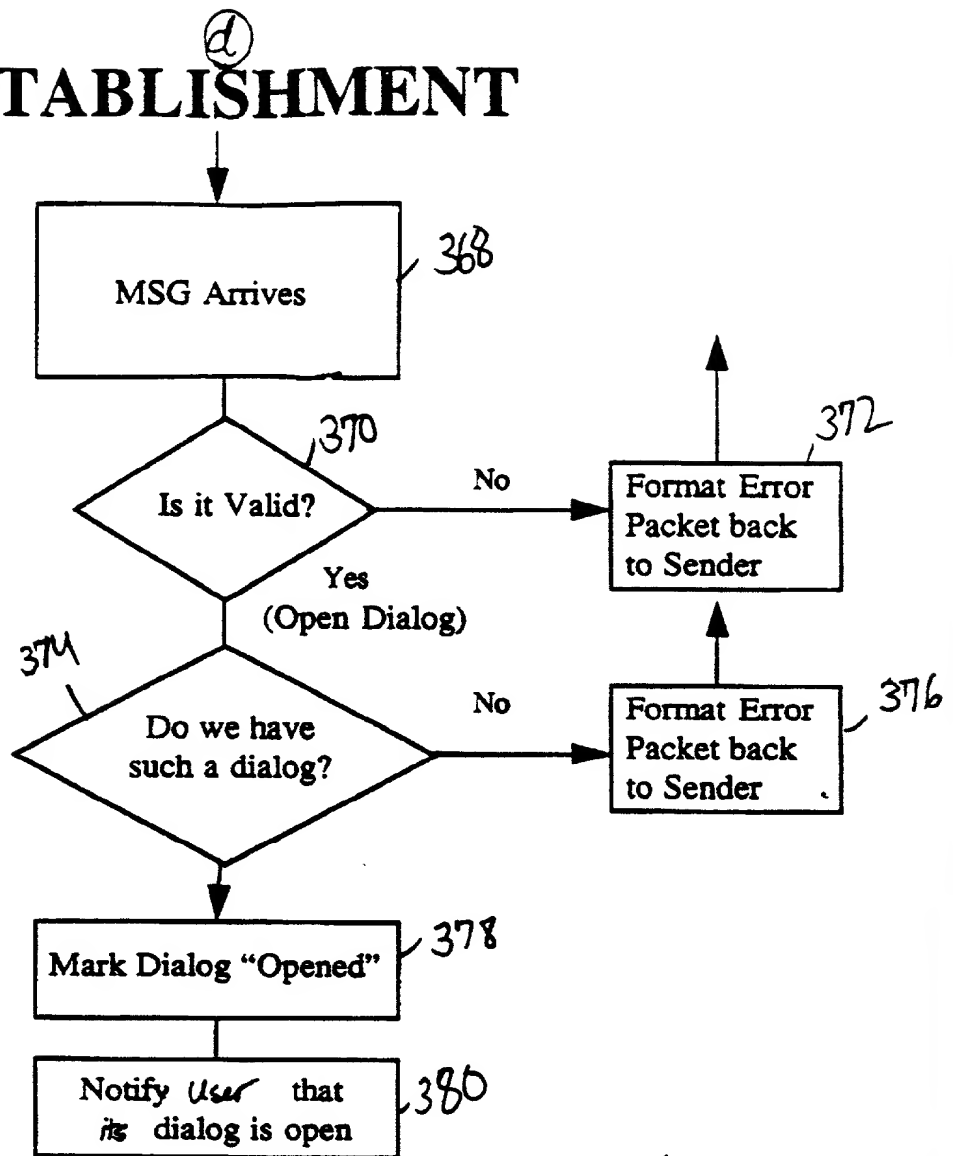 d
TABLISHMENT
MSG Arrives
368
370
Is it Valid?
No
372
Format Error
Packet back
to Sender
Yes
(Open Dialog)
374
Do we have
such a dialog?
No
376
Format Error
Packet back
to Sender
Mark Dialog “Opened”
378
Notify User that
its dialog is open
380